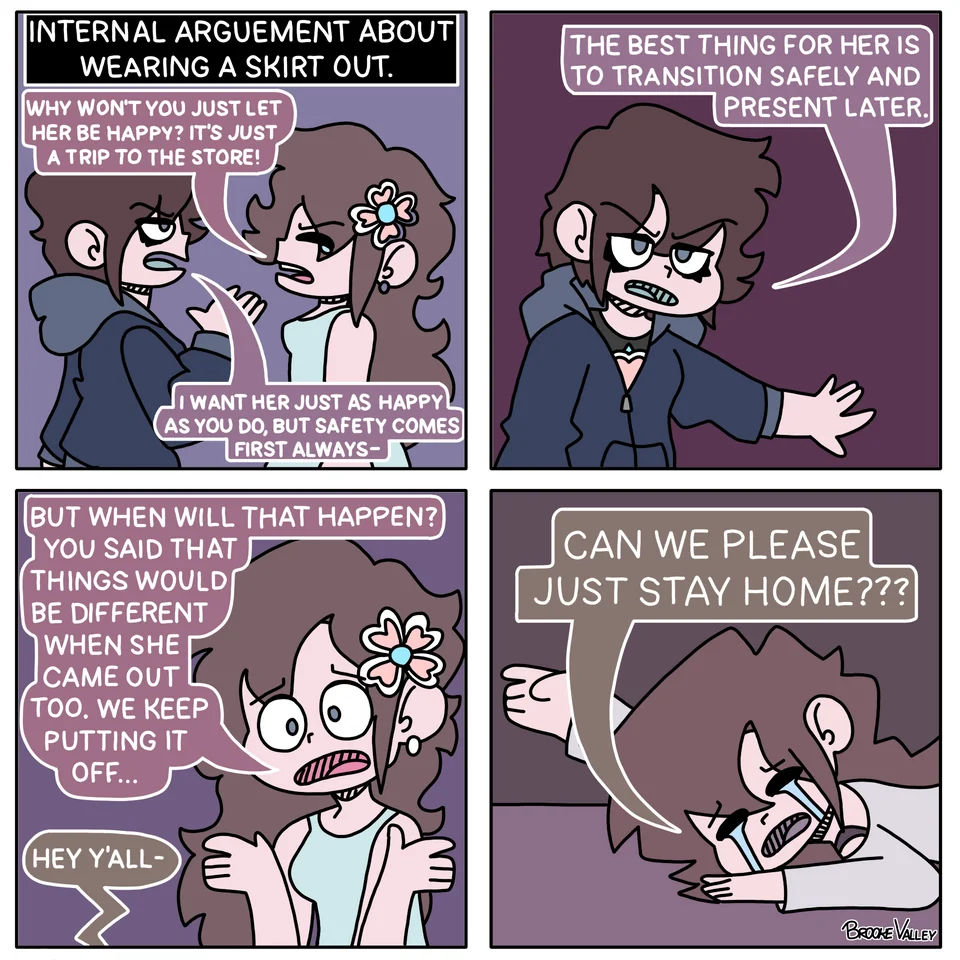 INTERNAL ARGUEMENT ABOUT
WEARING A SKIRT OUT.
WHY WON'T YOU JUST LET
HER BE HAPPY? IT'S JUST
A TRIP TO THE STORE!
I WANT HER JUST AS HAPPY
AS YOU DO, BUT SAFETY COMES
FIRST ALWAYS-
THE BEST THING FOR HER IS
TO TRANSITION SAFELY AND
PRESENT LATER.
BUT WHEN WILL THAT HAPPEN?
YOU SAID THAT
THINGS WOULD
BE DIFFERENT
WHEN SHE
CAME OUT
TOO. WE KEEP
PUTTING IT
OFF...
HEY Y'ALL-
CAN WE PLEASE
JUST STAY HOME???
BROOKE VALLEY